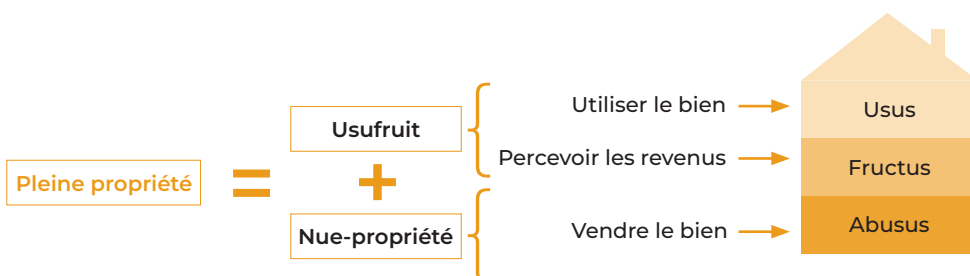 Pleine propriété
=
Usufruit
+
Nue-propriété
Utiliser le bien
Percevoir les revenus
Vendre le bien
Usus
Fructus
Abusus